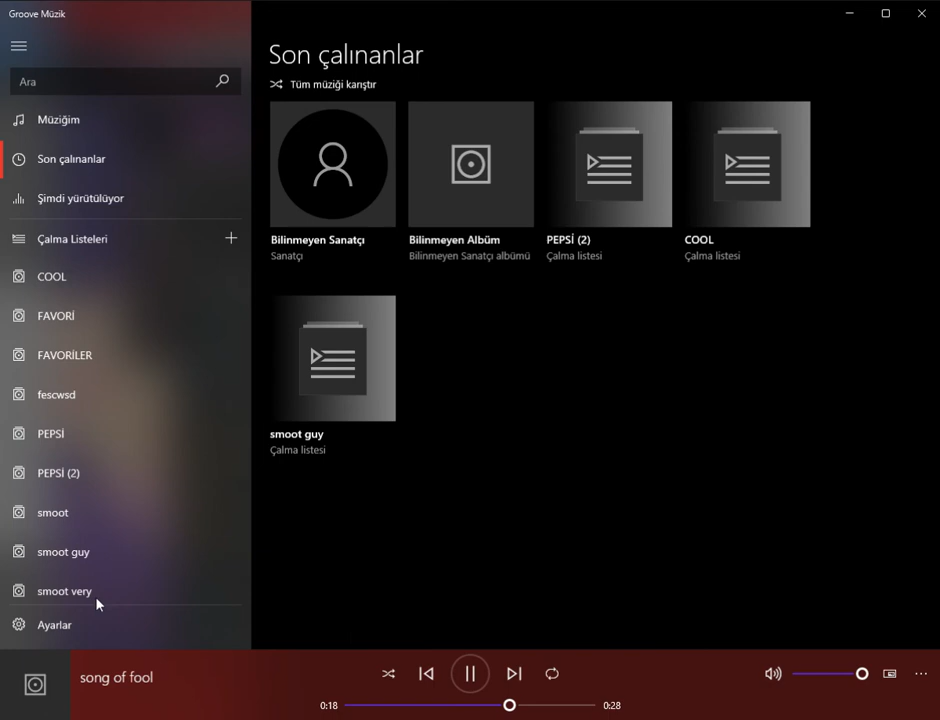 Groove Müzik
Ara
Müziğim
Son çalınanlar
Şimdi yürütülüyor
Çalma Listeleri
COOL
FAVORİ
FAVORİLER
fescwsd
PEPSİ
PEPSİ (2)
smoot
smoot guy
smoot very
Ayarlar
Son çalınanlar
Tüm müziği karıştır
Bilinmeyen Sanatçı
Sanatçı
Bilinmeyen Albüm
Bilinmeyen Sanatçı albümü
PEPSİ (2)
Çalma listesi
COOL
Çalma listesi
smoot guy
Çalma listesi
song of fool
0:18
0:28